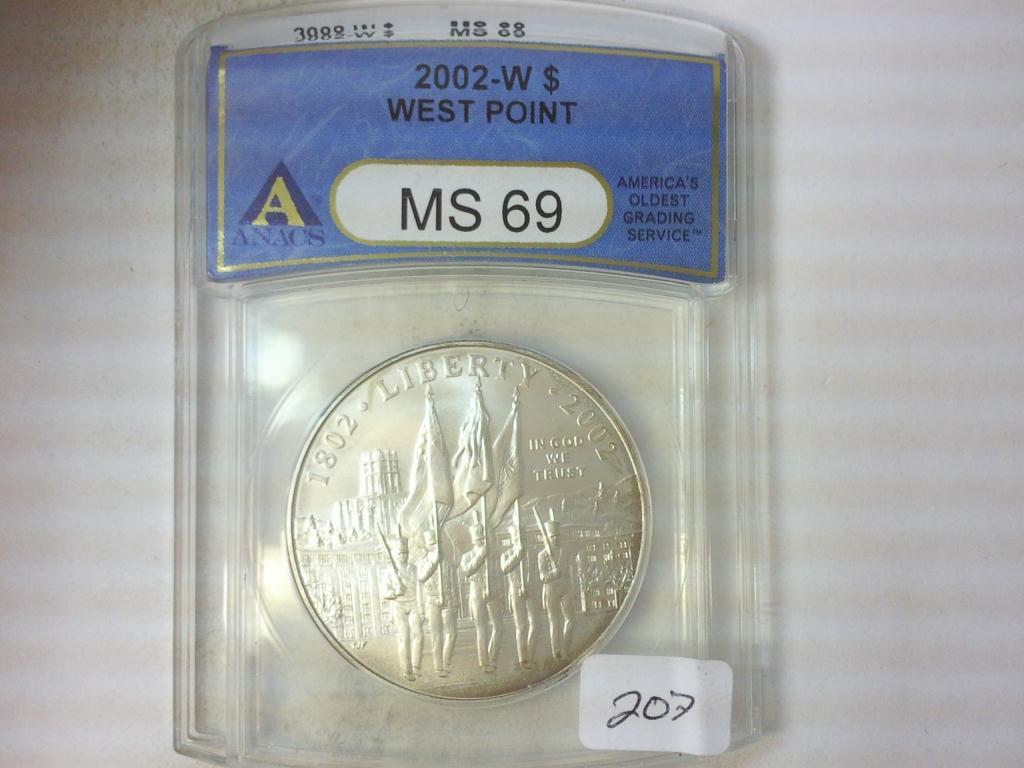 2002-W $
WEST POINT
MS 69
A
ANACS
AMERICA'S
OLDEST
GRADING
SERVICE™
1802 · LIBERTY · 2002
IN GOD
WE
TRUST
207